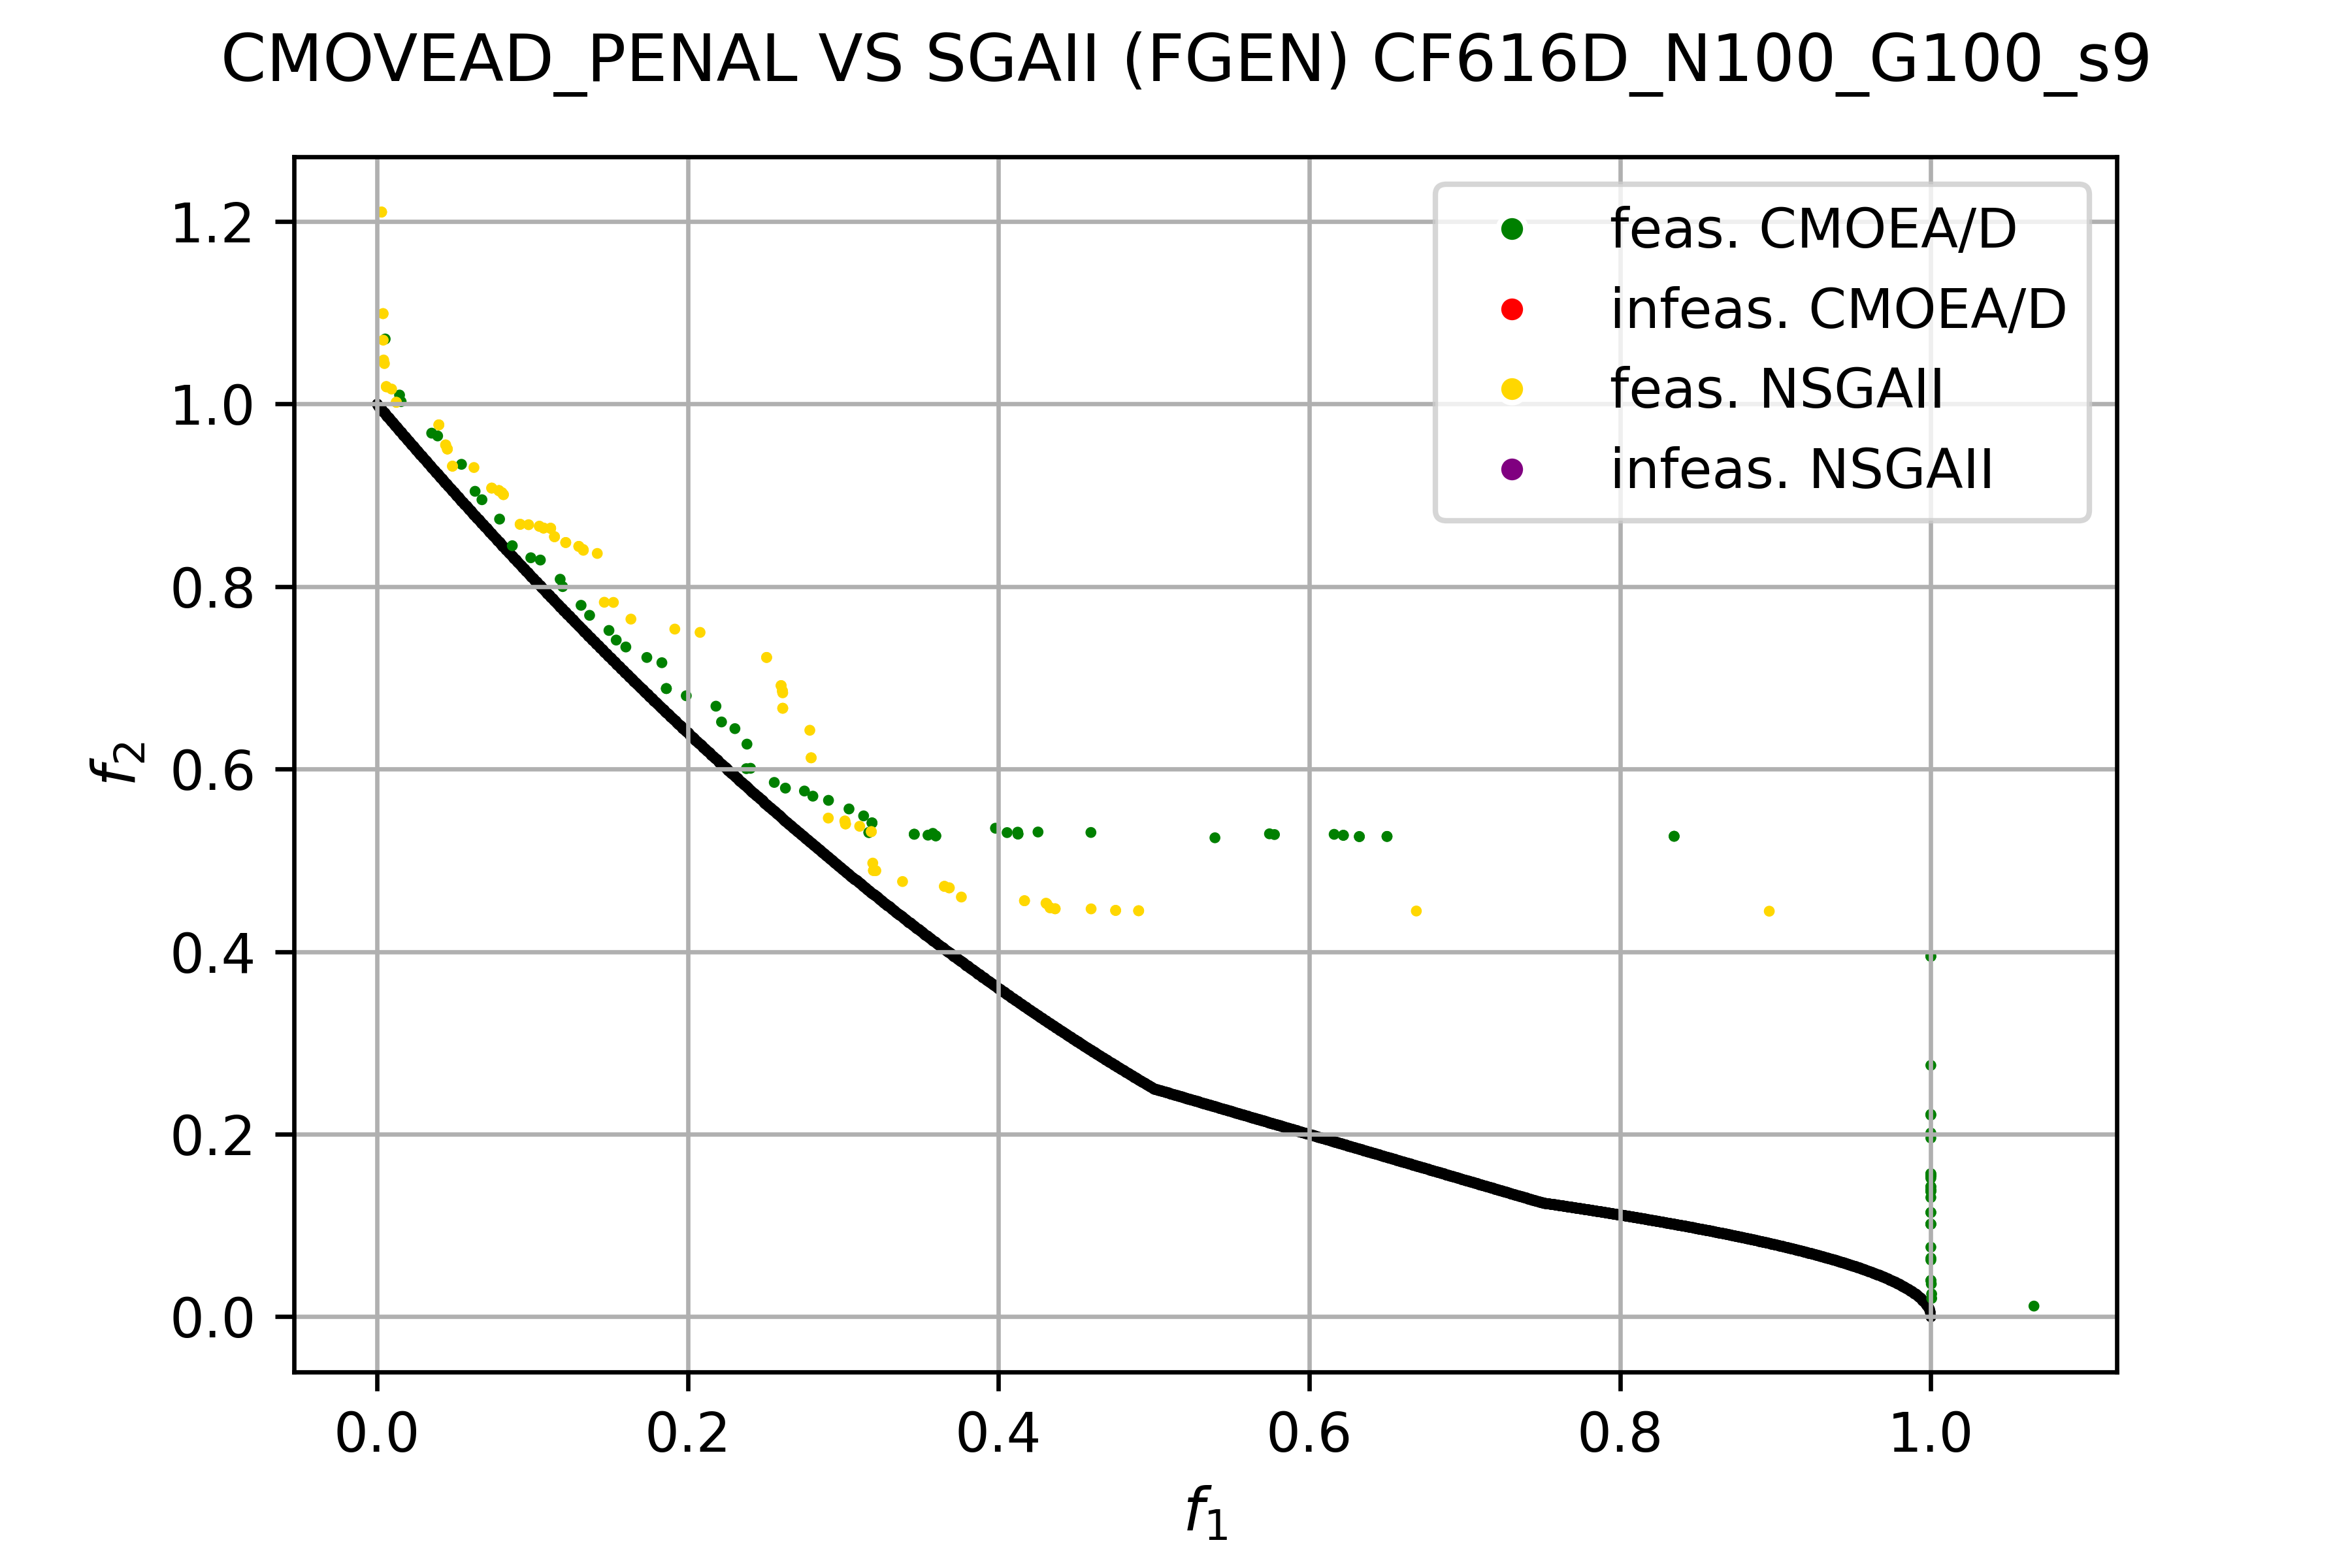 CMOVEAD_PENAL VS SGAII (FGEN) CF616D_N100_G100_s9
feas. CMOEA/D
infeas. CMOEA/D
feas. NSGAII
infeas. NSGAII
1.2
1.0
0.8
0.6
0.4
0.2
0.0
f2
0.0 0.2 0.4 0.6 0.8 1.0
f1